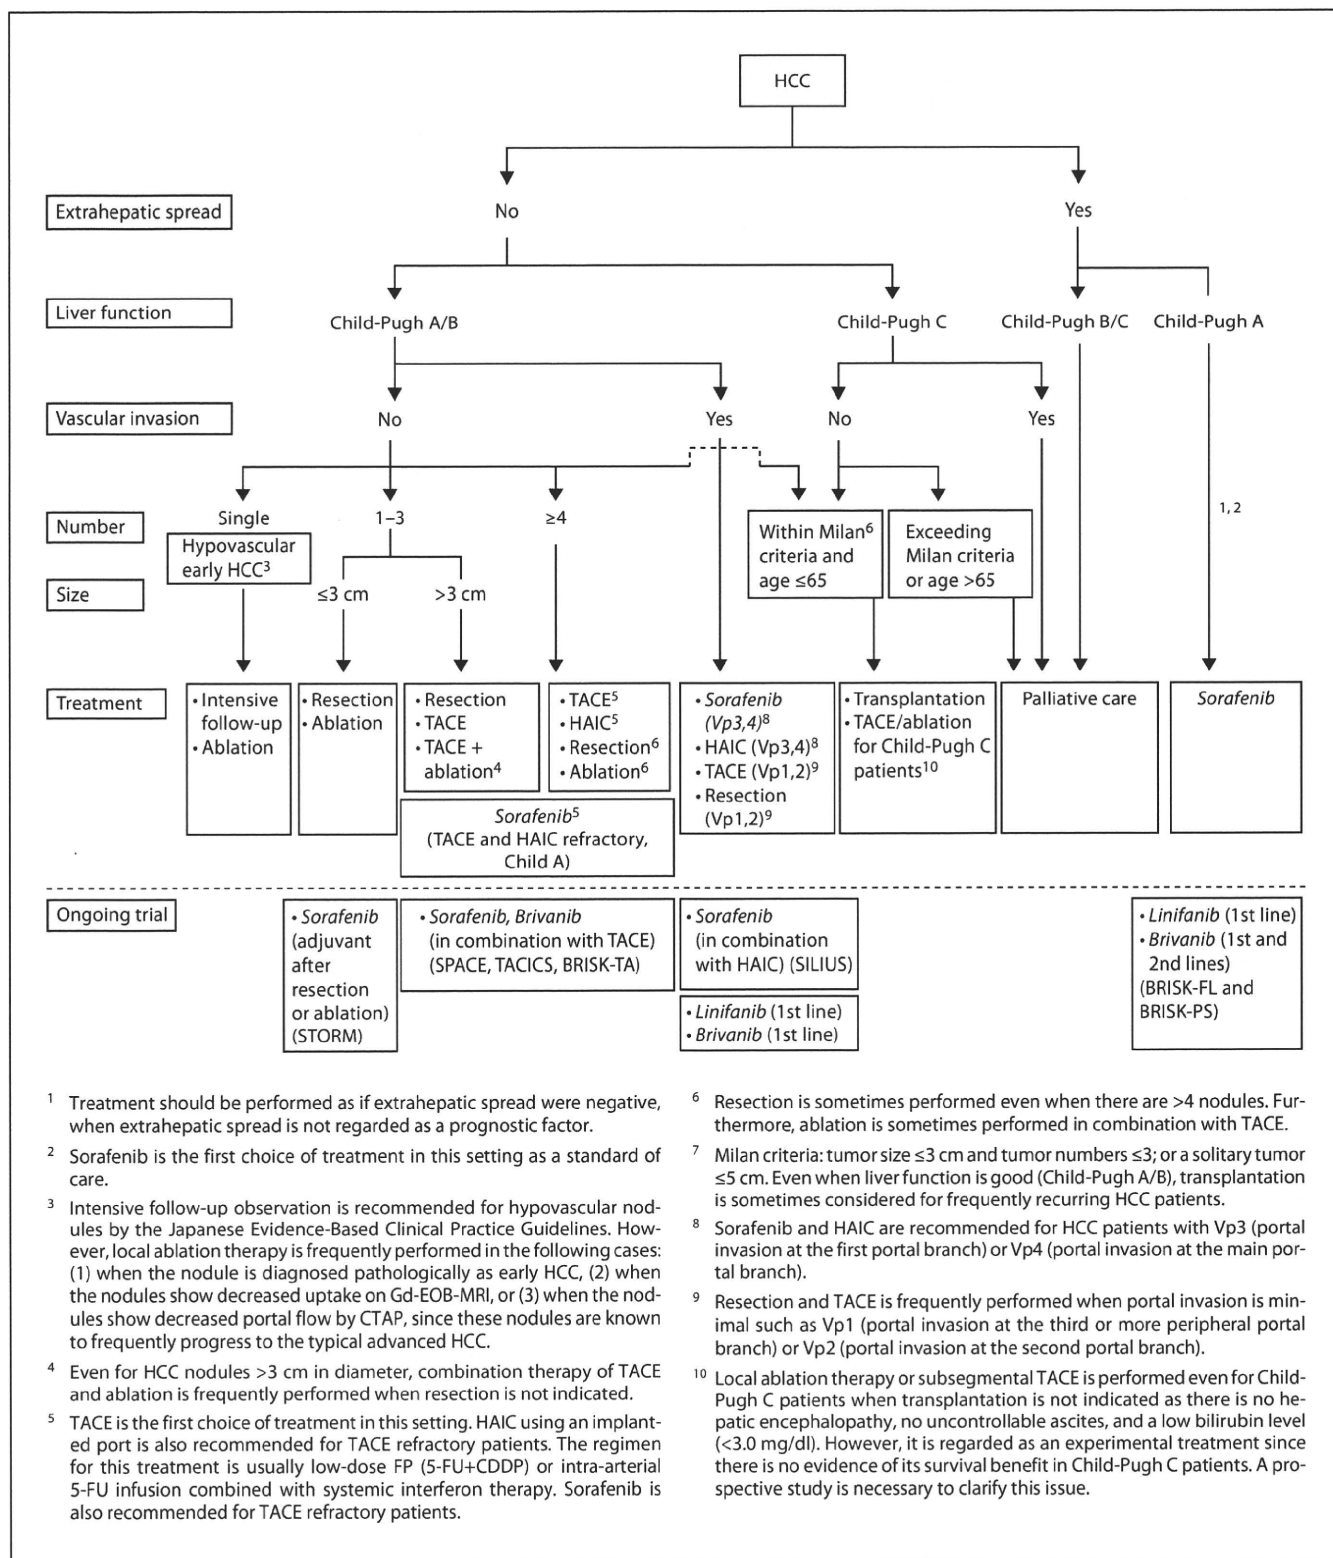 HCC
Extrahepatic spread
No
Yes
Liver function
Child-Pugh A/B
Child-Pugh C
Child-Pugh B/C
Child-Pugh A
Vascular invasion
No
Yes
No
Yes
Number
Single
1–3
≥4
Hypovascular
early HCC3
Within Milan6
criteria and
age ≤65
Exceeding
Milan criteria
or age >65
1, 2
Size
≤3 cm
>3 cm
Treatment
• Intensive
follow-up
• Ablation
• Resection
• Ablation
• Resection
• TACE
• TACE +
ablation4
• TACE5
• HAIC5
• Resection6
• Ablation6
Sorafenib5
(TACE and HAIC refractory,
Child A)
• Sorafenib
(Vp3,4)8
• HAIC (Vp3,4)8
• TACE (Vp1,2)9
• Resection
(Vp1,2)9
• Transplantation
• TACE/ablation
for Child-Pugh C
patients10
Palliative care
Sorafenib
Ongoing trial
• Sorafenib
(adjuvant
after
resection
or ablation)
(STORM)
• Sorafenib, Brivanib
(in combination with TACE)
(SPACE, TACICS, BRISK-TA)
• Sorafenib
(in combination
with HAIC) (SILIUS)
• Linifanib (1st line)
• Brivanib (1st line)
• Linifanib (1st line)
• Brivanib (1st and
2nd lines)
(BRISK-FL and
BRISK-PS)
1 Treatment should be performed as if extrahepatic spread were negative,
when extrahepatic spread is not regarded as a prognostic factor.
2 Sorafenib is the first choice of treatment in this setting as a standard of
care.
3 Intensive follow-up observation is recommended for hypovascular nod-
ules by the Japanese Evidence-Based Clinical Practice Guidelines. How-
ever, local ablation therapy is frequently performed in the following cases:
(1) when the nodule is diagnosed pathologically as early HCC, (2) when
the nodules show decreased uptake on Gd-EOB-MRI, or (3) when the nod-
ules show decreased portal flow by CTAP, since these nodules are known
to frequently progress to the typical advanced HCC.
4 Even for HCC nodules >3 cm in diameter, combination therapy of TACE
and ablation is frequently performed when resection is not indicated.
5 TACE is the first choice of treatment in this setting. HAIC using an implant-
ed port is also recommended for TACE refractory patients. The regimen
for this treatment is usually low-dose FP (5-FU+CDDP) or intra-arterial
5-FU infusion combined with systemic interferon therapy. Sorafenib is
also recommended for TACE refractory patients.
6 Resection is sometimes performed even when there are >4 nodules. Fur-
thermore, ablation is sometimes performed in combination with TACE.
7 Milan criteria: tumor size ≤3 cm and tumor numbers ≤3; or a solitary tumor
≤5 cm. Even when liver function is good (Child-Pugh A/B), transplantation
is sometimes considered for frequently recurring HCC patients.
8 Sorafenib and HAIC are recommended for HCC patients with Vp3 (portal
invasion at the first portal branch) or Vp4 (portal invasion at the main por-
tal branch).
9 Resection and TACE is frequently performed when portal invasion is min-
imal such as Vp1 (portal invasion at the third or more peripheral portal
branch) or Vp2 (portal invasion at the second portal branch).
10 Local ablation therapy or subsegmental TACE is performed even for Child-
Pugh C patients when transplantation is not indicated as there is no he-
patic encephalopathy, no uncontrollable ascites, and a low bilirubin level
(<3.0 mg/dl). However, it is regarded as an experimental treatment since
there is no evidence of its survival benefit in Child-Pugh C patients. A pro-
spective study is necessary to clarify this issue.